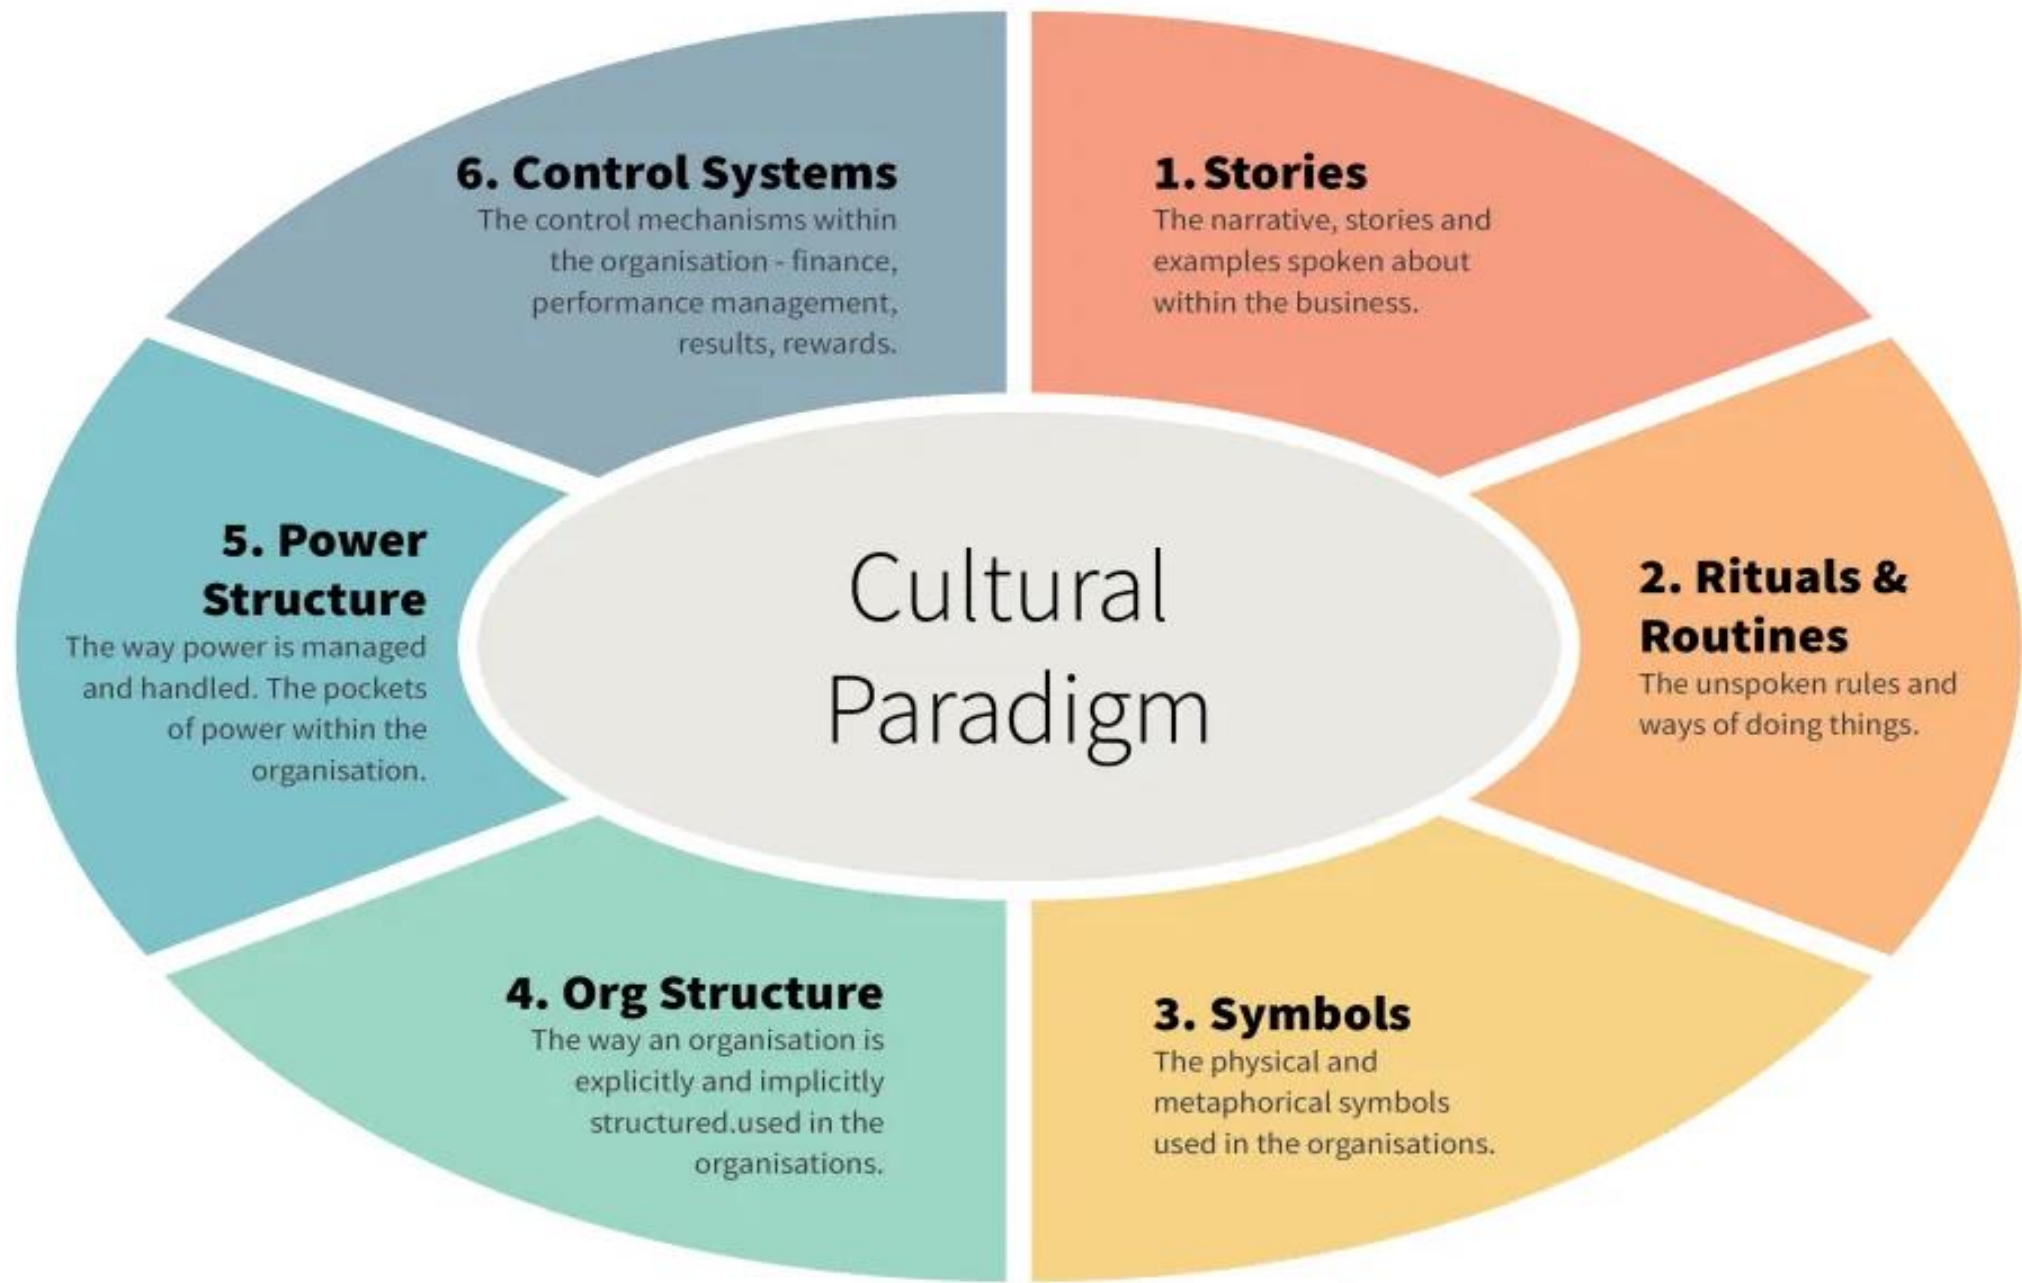 6. Control Systems
The control mechanisms within
the organisation - finance,
performance management,
results, rewards.
1. Stories
The narrative, stories and
examples spoken about
within the business.
5. Power
Structure
The way power is managed
and handled. The pockets
of power within the
organisation.
Cultural
Paradigm
2. Rituals &
Routines
The unspoken rules and
ways of doing things.
4. Org Structure
The way an organisation is
explicitly and implicitly
structured.used in the
organisations.
3. Symbols
The physical and
metaphorical symbols
used in the organisations.